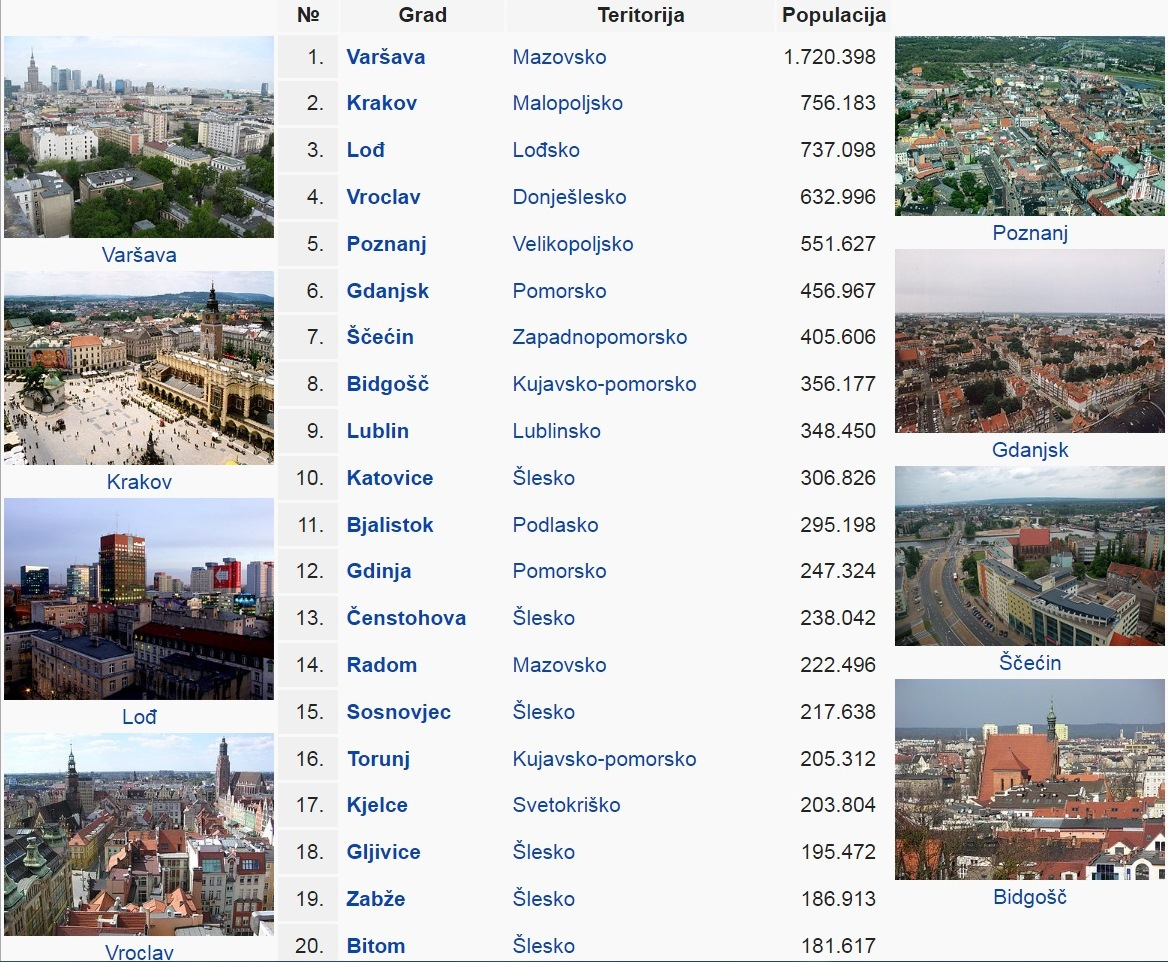 № Grad Teritorija Populacija
1. Varšava Mazovsko 1.720.398
2. Krakov Malopoljsko 756.183
3. Lođ Lođsko 737.098
4. Vroclav Donješlesko 632.996
5. Poznanj Velikopoljsko 551.627
6. Gdanjsk Pomorsko 456.967
7. Ščećin Zapadnopomorsko 405.606
8. Bidgošč Kujavsko-pomorsko 356.177
9. Lublin Lublinsko 348.450
10. Katovice Šlesko 306.826
11. Bjalistok Podlasko 295.198
12. Gdinja Pomorsko 247.324
13. Čenstohova Šlesko 238.042
14. Radom Mazovsko 222.496
15. Sosnovjec Šlesko 217.638
16. Torunj Kujavsko-pomorsko 205.312
17. Kjelce Svetokriško 203.804
18. Gljivice Šlesko 195.472
19. Zabže Šlesko 186.913
20. Bitom Šlesko 181.617
Varšava
Krakov
Lođ
Vroclav
Poznanj
Gdanjsk
Ščećin
Bidgošč